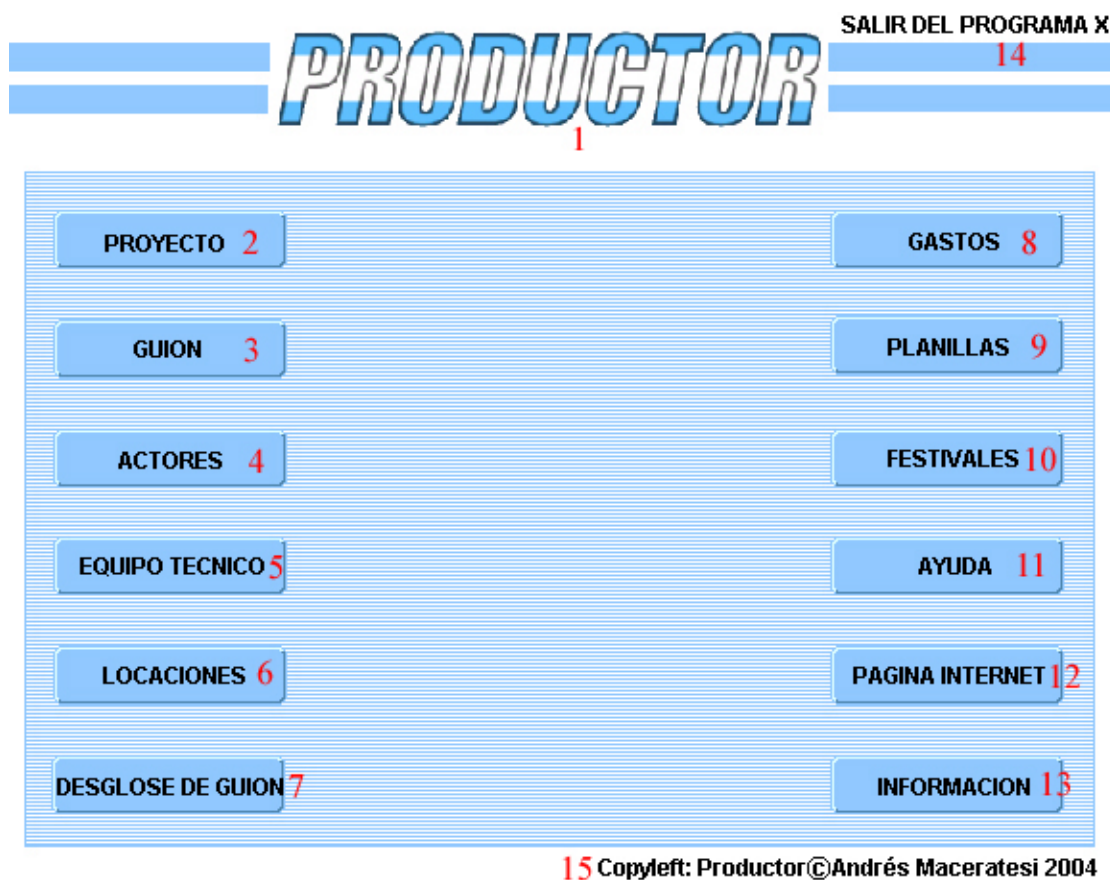 SALIR DEL PROGRAMA X
14
PRODUCTOR
1
PROYECTO 2
GASTOS 8
GUION 3
PLANILLAS 9
ACTORES 4
FESTIVALES 10
EQUIPO TECNICO 5
AYUDA 11
LOCACIONES 6
PAGINA INTERNET 12
DESGLOSE DE GUION 7
INFORMACION 13
15 Copyleft: Productor©Andrés Maceratesi 2004